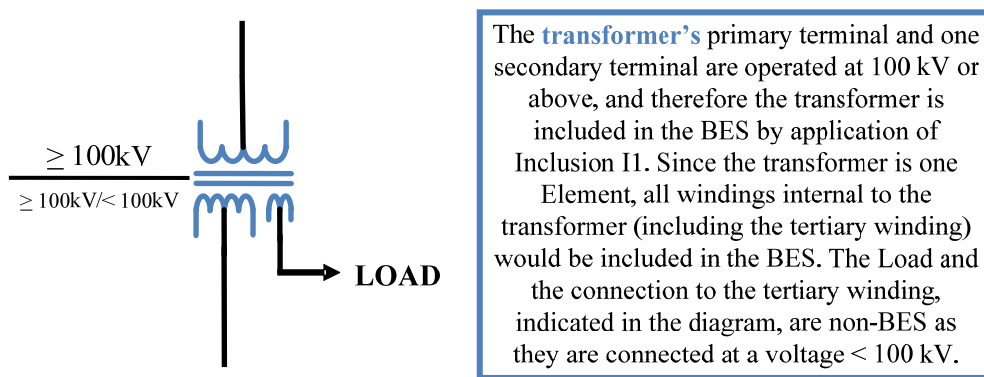 ≥ 100kV
≥ 100kV/< 100kV
LOAD
The transformer’s primary terminal and one
secondary terminal are operated at 100 kV or
above, and therefore the transformer is
included in the BES by application of
Inclusion I1. Since the transformer is one
Element, all windings internal to the
transformer (including the tertiary winding)
would be included in the BES. The Load and
the connection to the tertiary winding,
indicated in the diagram, are non-BES as
they are connected at a voltage < 100 kV.